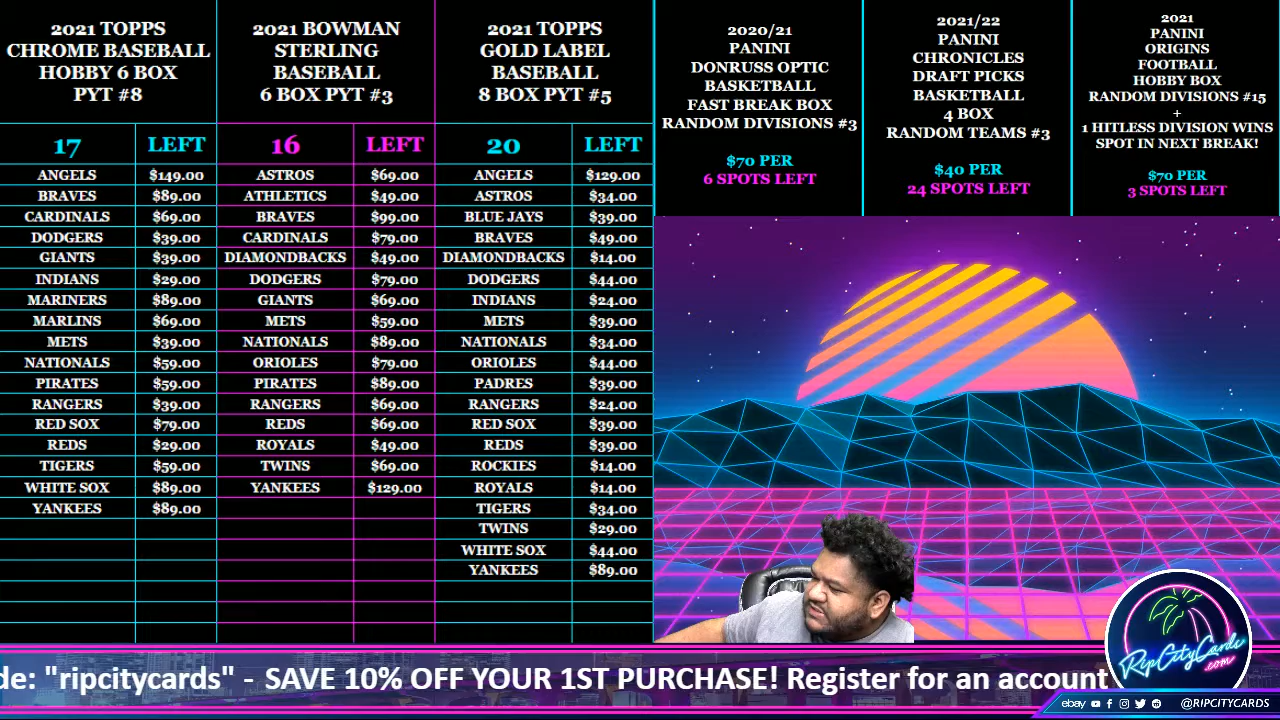 2021 TOPPS
CHROME BASEBALL
HOBBY 6 BOX
PYT #8
17 LEFT
ANGELS $149.00
BRAVES $89.00
CARDINALS $69.00
DODGERS $39.00
GIANTS $39.00
INDIANS $29.00
MARINERS $89.00
MARLINS $69.00
METS $39.00
NATIONALS $59.00
PIRATES $59.00
RANGERS $39.00
RED SOX $79.00
REDS $29.00
TIGERS $59.00
WHITE SOX $89.00
YANKEES $89.00
2021 BOWMAN
STERLING
BASEBALL
6 BOX PYT #3
16 LEFT
ASTROS $69.00
ATHLETICS $49.00
BRAVES $99.00
CARDINALS $79.00
DIAMONDBACKS $49.00
DODGERS $79.00
GIANTS $69.00
METS $59.00
NATIONALS $89.00
ORIOLES $79.00
PIRATES $89.00
RANGERS $69.00
REDS $69.00
ROYALS $49.00
TWINS $69.00
YANKEES $129.00
2021 TOPPS
GOLD LABEL
BASEBALL
8 BOX PYT #5
20 LEFT
ANGELS $129.00
ASTROS $34.00
BLUE JAYS $39.00
BRAVES $49.00
DIAMONDBACKS $14.00
DODGERS $44.00
INDIANS $24.00
METS $39.00
NATIONALS $34.00
ORIOLES $44.00
PADRES $39.00
RANGERS $24.00
RED SOX $39.00
REDS $39.00
ROCKIES $14.00
ROYALS $14.00
TIGERS $34.00
TWINS $29.00
WHITE SOX $44.00
YANKEES $89.00
2020/21
PANINI
DONRUSS OPTIC
BASKETBALL
FAST BREAK BOX
RANDOM DIVISIONS #3
$70 PER
6 SPOTS LEFT
2021/22
PANINI
CHRONICLES
DRAFT PICKS
BASKETBALL
4 BOX
RANDOM TEAMS #3
$40 PER
24 SPOTS LEFT
2021
PANINI
ORIGINS
FOOTBALL
HOBBY BOX
RANDOM DIVISIONS #15
+
1 HITLESS DIVISION WINS
SPOT IN NEXT BREAK!
$70 PER
3 SPOTS LEFT
RipCityCards
.com
de: "ripcitycards" - SAVE 10% OFF YOUR 1ST PURCHASE! Register for an account
ebay @RIPCITYCARDS